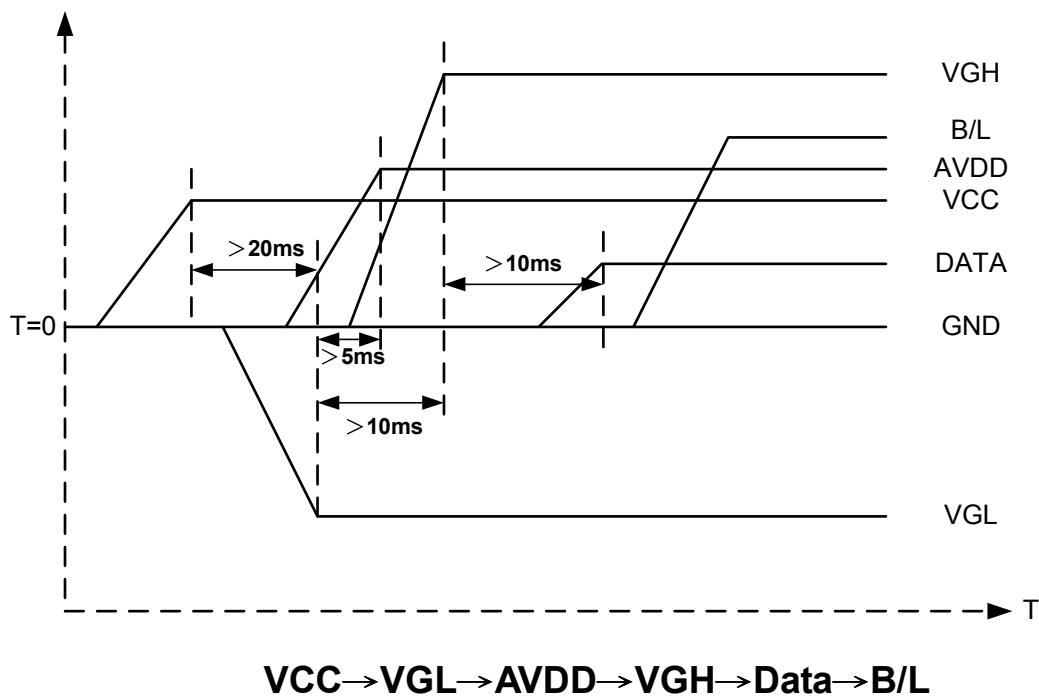 VGH
B/L
AVDD
VCC
>20ms
>10ms
DATA
T=0
GND
>5ms
>10ms
VGL
T
VCC→VGL→AVDD→VGH→Data→B/L